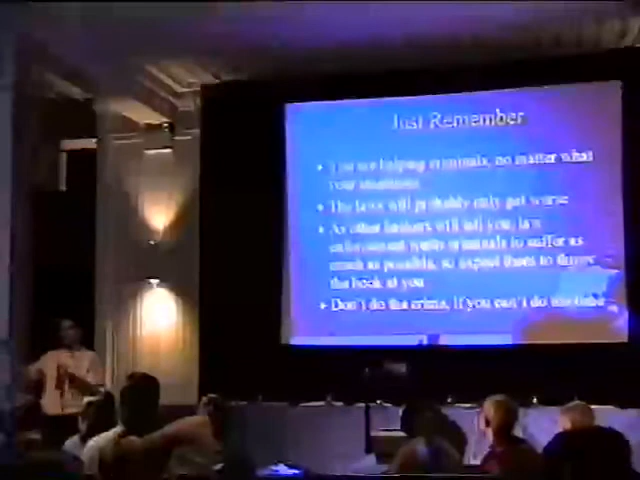 Just Remember
• You are helping criminals, no matter what
your
• The laws will probably only get worse
• As other will tell you, law
enforcement wants criminals to suffer as
much as possible, so expect them to throw
the book at you
• Don't do the crime, if you can't do the time